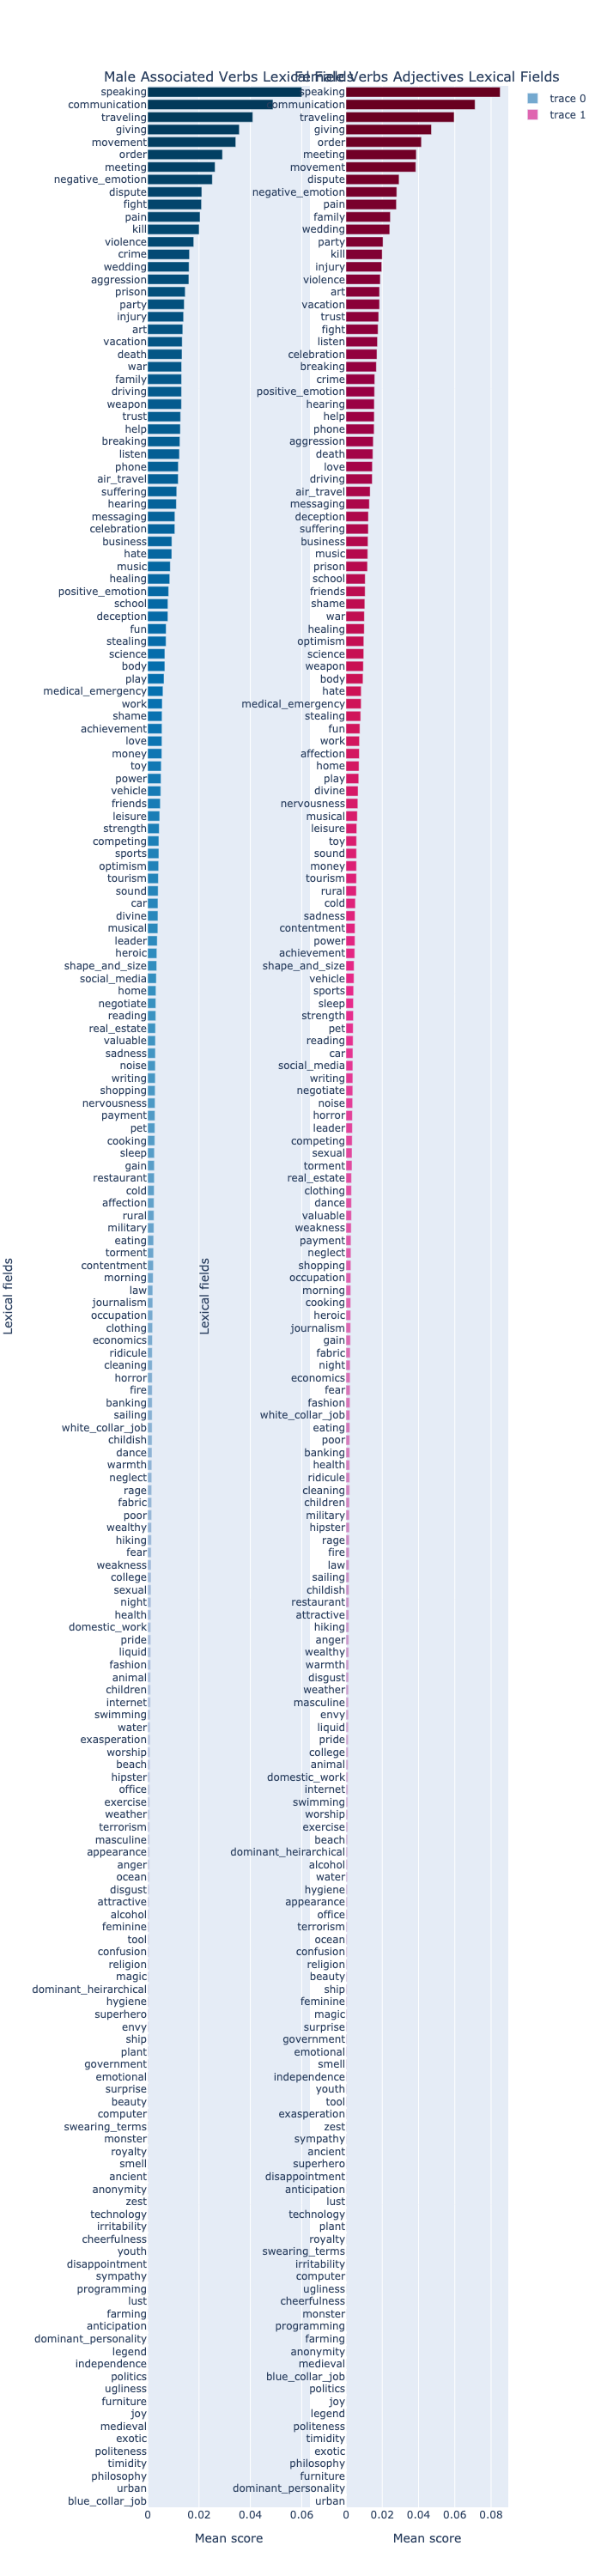 Male Associated Verbs Lexical Fields
speaking
communication
traveling
giving
movement
order
meeting
negative_emotion
dispute
fight
pain
kill
violence
crime
wedding
aggression
prison
party
injury
art
vacation
death
war
family
driving
weapon
trust
help
breaking
listen
phone
air_travel
suffering
hearing
messaging
celebration
business
hate
music
healing
positive_emotion
school
deception
fun
stealing
science
body
play
medical_emergency
work
shame
achievement
love
money
toy
power
vehicle
friends
leisure
strength
competing
sports
optimism
tourism
sound
car
divine
musical
leader
heroic
shape_and_size
social_media
home
negotiate
reading
real_estate
valuable
sadness
noise
writing
shopping
nervousness
payment
pet
cooking
sleep
gain
restaurant
cold
affection
rural
military
eating
torment
contentment
morning
law
journalism
occupation
clothing
economics
ridicule
cleaning
horror
fire
banking
sailing
white_collar_job
childish
dance
warmth
neglect
rage
fabric
poor
wealthy
hiking
fear
weakness
college
sexual
night
health
domestic_work
pride
liquid
fashion
animal
children
internet
swimming
water
exasperation
worship
beach
hipster
office
exercise
weather
terrorism
masculine
appearance
anger
ocean
disgust
attractive
alcohol
feminine
tool
confusion
religion
magic
dominant_heirarchical
hygiene
superhero
envy
ship
plant
government
emotional
surprise
beauty
computer
swearing_terms
monster
royalty
smell
ancient
anonymity
zest
technology
irritability
cheerfulness
youth
disappointment
sympathy
programming
lust
farming
anticipation
dominant_personality
legend
independence
politics
ugliness
furniture
joy
medieval
exotic
politeness
timidity
philosophy
urban
blue_collar_job
Lexical fields
0 0.02 0.04 0.06
Mean score
Female Verbs Adjectives Lexical Fields
speaking
communication
traveling
giving
order
meeting
movement
dispute
negative_emotion
pain
family
wedding
party
kill
injury
violence
art
vacation
trust
fight
listen
celebration
breaking
crime
positive_emotion
hearing
help
phone
aggression
death
love
driving
air_travel
messaging
deception
suffering
business
music
prison
school
friends
shame
war
healing
optimism
science
weapon
body
hate
medical_emergency
stealing
fun
work
affection
home
play
divine
nervousness
musical
leisure
toy
sound
money
tourism
rural
cold
sadness
contentment
power
achievement
shape_and_size
vehicle
sports
sleep
strength
pet
reading
car
social_media
writing
negotiate
noise
horror
leader
competing
sexual
torment
real_estate
clothing
dance
valuable
weakness
payment
neglect
shopping
occupation
morning
cooking
heroic
journalism
gain
fabric
night
economics
fear
fashion
white_collar_job
eating
poor
banking
health
ridicule
cleaning
children
military
hipster
rage
fire
law
sailing
childish
restaurant
attractive
hiking
anger
wealthy
warmth
disgust
weather
masculine
envy
liquid
pride
college
animal
domestic_work
internet
swimming
worship
exercise
beach
dominant_heirarchical
alcohol
water
hygiene
appearance
office
terrorism
ocean
confusion
religion
beauty
ship
feminine
magic
surprise
government
emotional
smell
independence
youth
tool
exasperation
zest
sympathy
ancient
superhero
disappointment
anticipation
lust
technology
plant
royalty
swearing_terms
irritability
computer
ugliness
cheerfulness
monster
programming
farming
anonymity
medieval
blue_collar_job
politics
joy
legend
politeness
timidity
exotic
philosophy
furniture
dominant_personality
urban
Lexical fields
0 0.02 0.04 0.06 0.08
Mean score
trace 0
trace 1